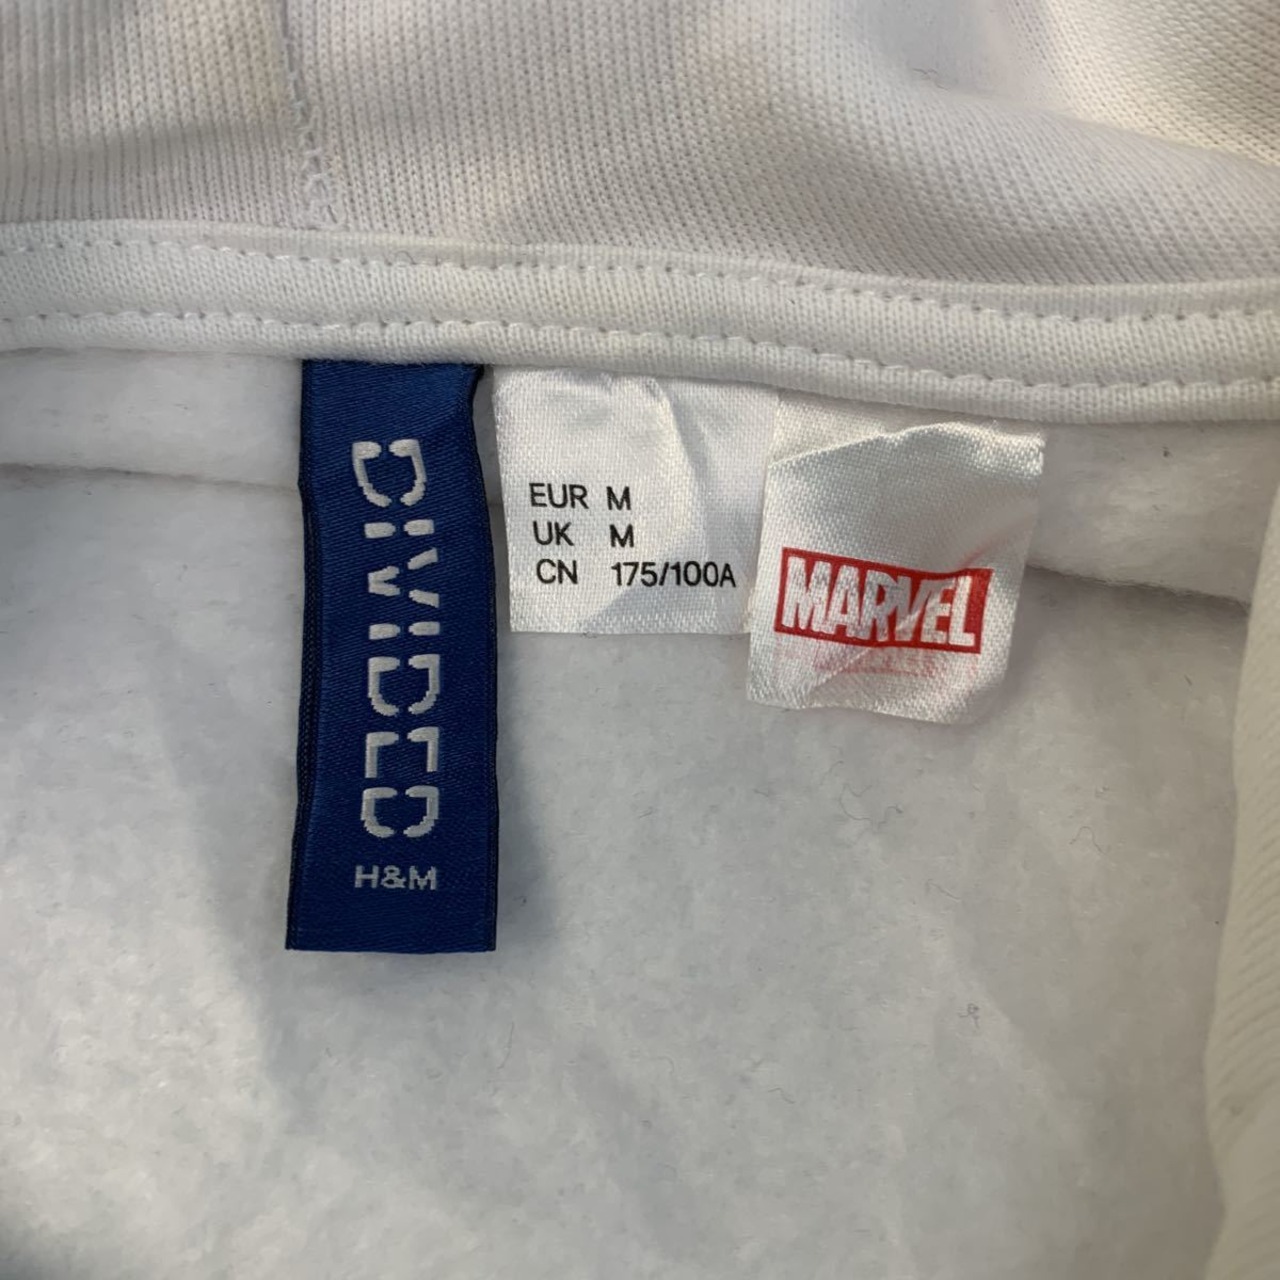 DIVIDED
H&M
EUR M
UK M
CN 175/100A
MARVEL